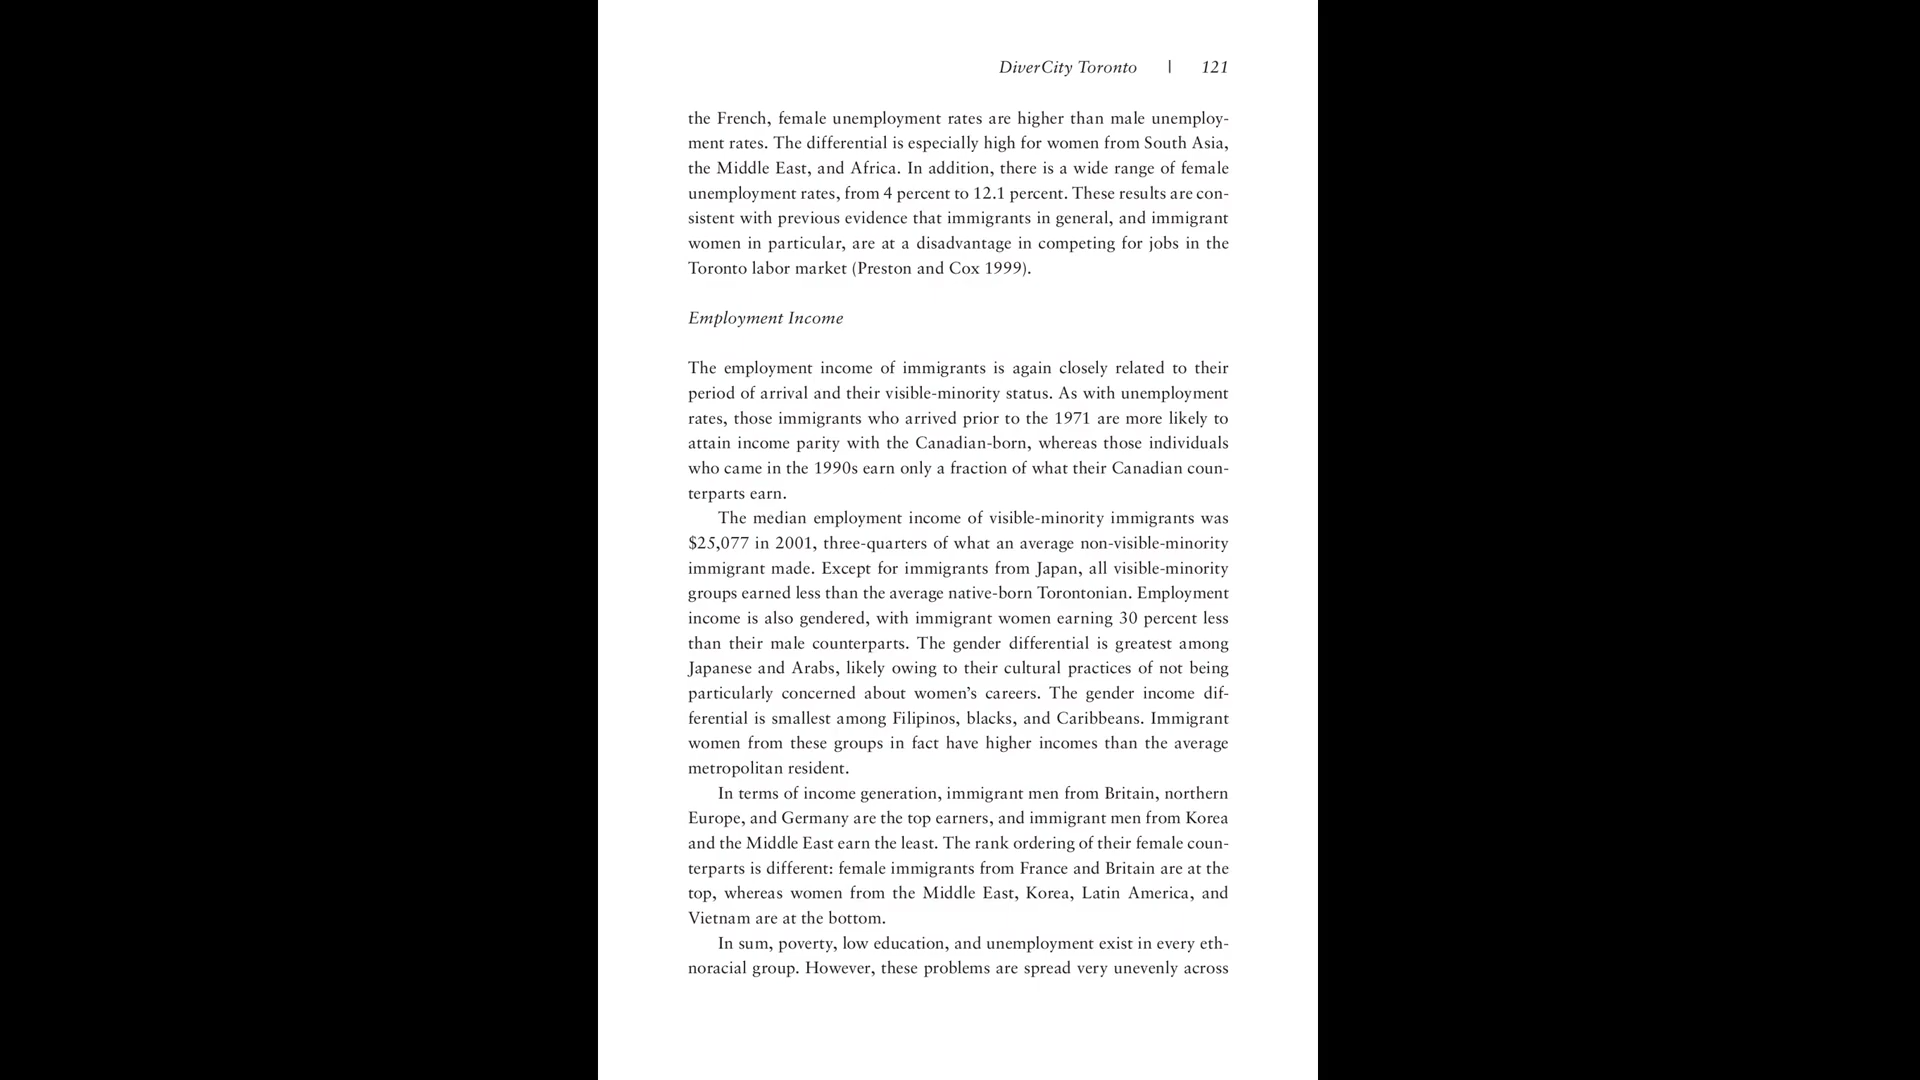 DiverCity Toronto | 121
the French, female unemployment rates are higher than male unemploy-
ment rates. The differential is especially high for women from South Asia,
the Middle East, and Africa. In addition, there is a wide range of female
unemployment rates, from 4 percent to 12.1 percent. These results are con-
sistent with previous evidence that immigrants in general, and immigrant
women in particular, are at a disadvantage in competing for jobs in the
Toronto labor market (Preston and Cox 1999).
Employment Income
The employment income of immigrants is again closely related to their
period of arrival and their visible-minority status. As with unemployment
rates, those immigrants who arrived prior to the 1971 are more likely to
attain income parity with the Canadian-born, whereas those individuals
who came in the 1990s earn only a fraction of what their Canadian coun-
terparts earn.
The median employment income of visible-minority immigrants was
$25,077 in 2001, three-quarters of what an average non-visible-minority
immigrant made. Except for immigrants from Japan, all visible-minority
groups earned less than the average native-born Torontonian. Employment
income is also gendered, with immigrant women earning 30 percent less
than their male counterparts. The gender differential is greatest among
Japanese and Arabs, likely owing to their cultural practices of not being
particularly concerned about women’s careers. The gender income dif-
ferential is smallest among Filipinos, blacks, and Caribbeans. Immigrant
women from these groups in fact have higher incomes than the average
metropolitan resident.
In terms of income generation, immigrant men from Britain, northern
Europe, and Germany are the top earners, and immigrant men from Korea
and the Middle East earn the least. The rank ordering of their female coun-
terparts is different: female immigrants from France and Britain are at the
top, whereas women from the Middle East, Korea, Latin America, and
Vietnam are at the bottom.
In sum, poverty, low education, and unemployment exist in every eth-
noracial group. However, these problems are spread very unevenly across